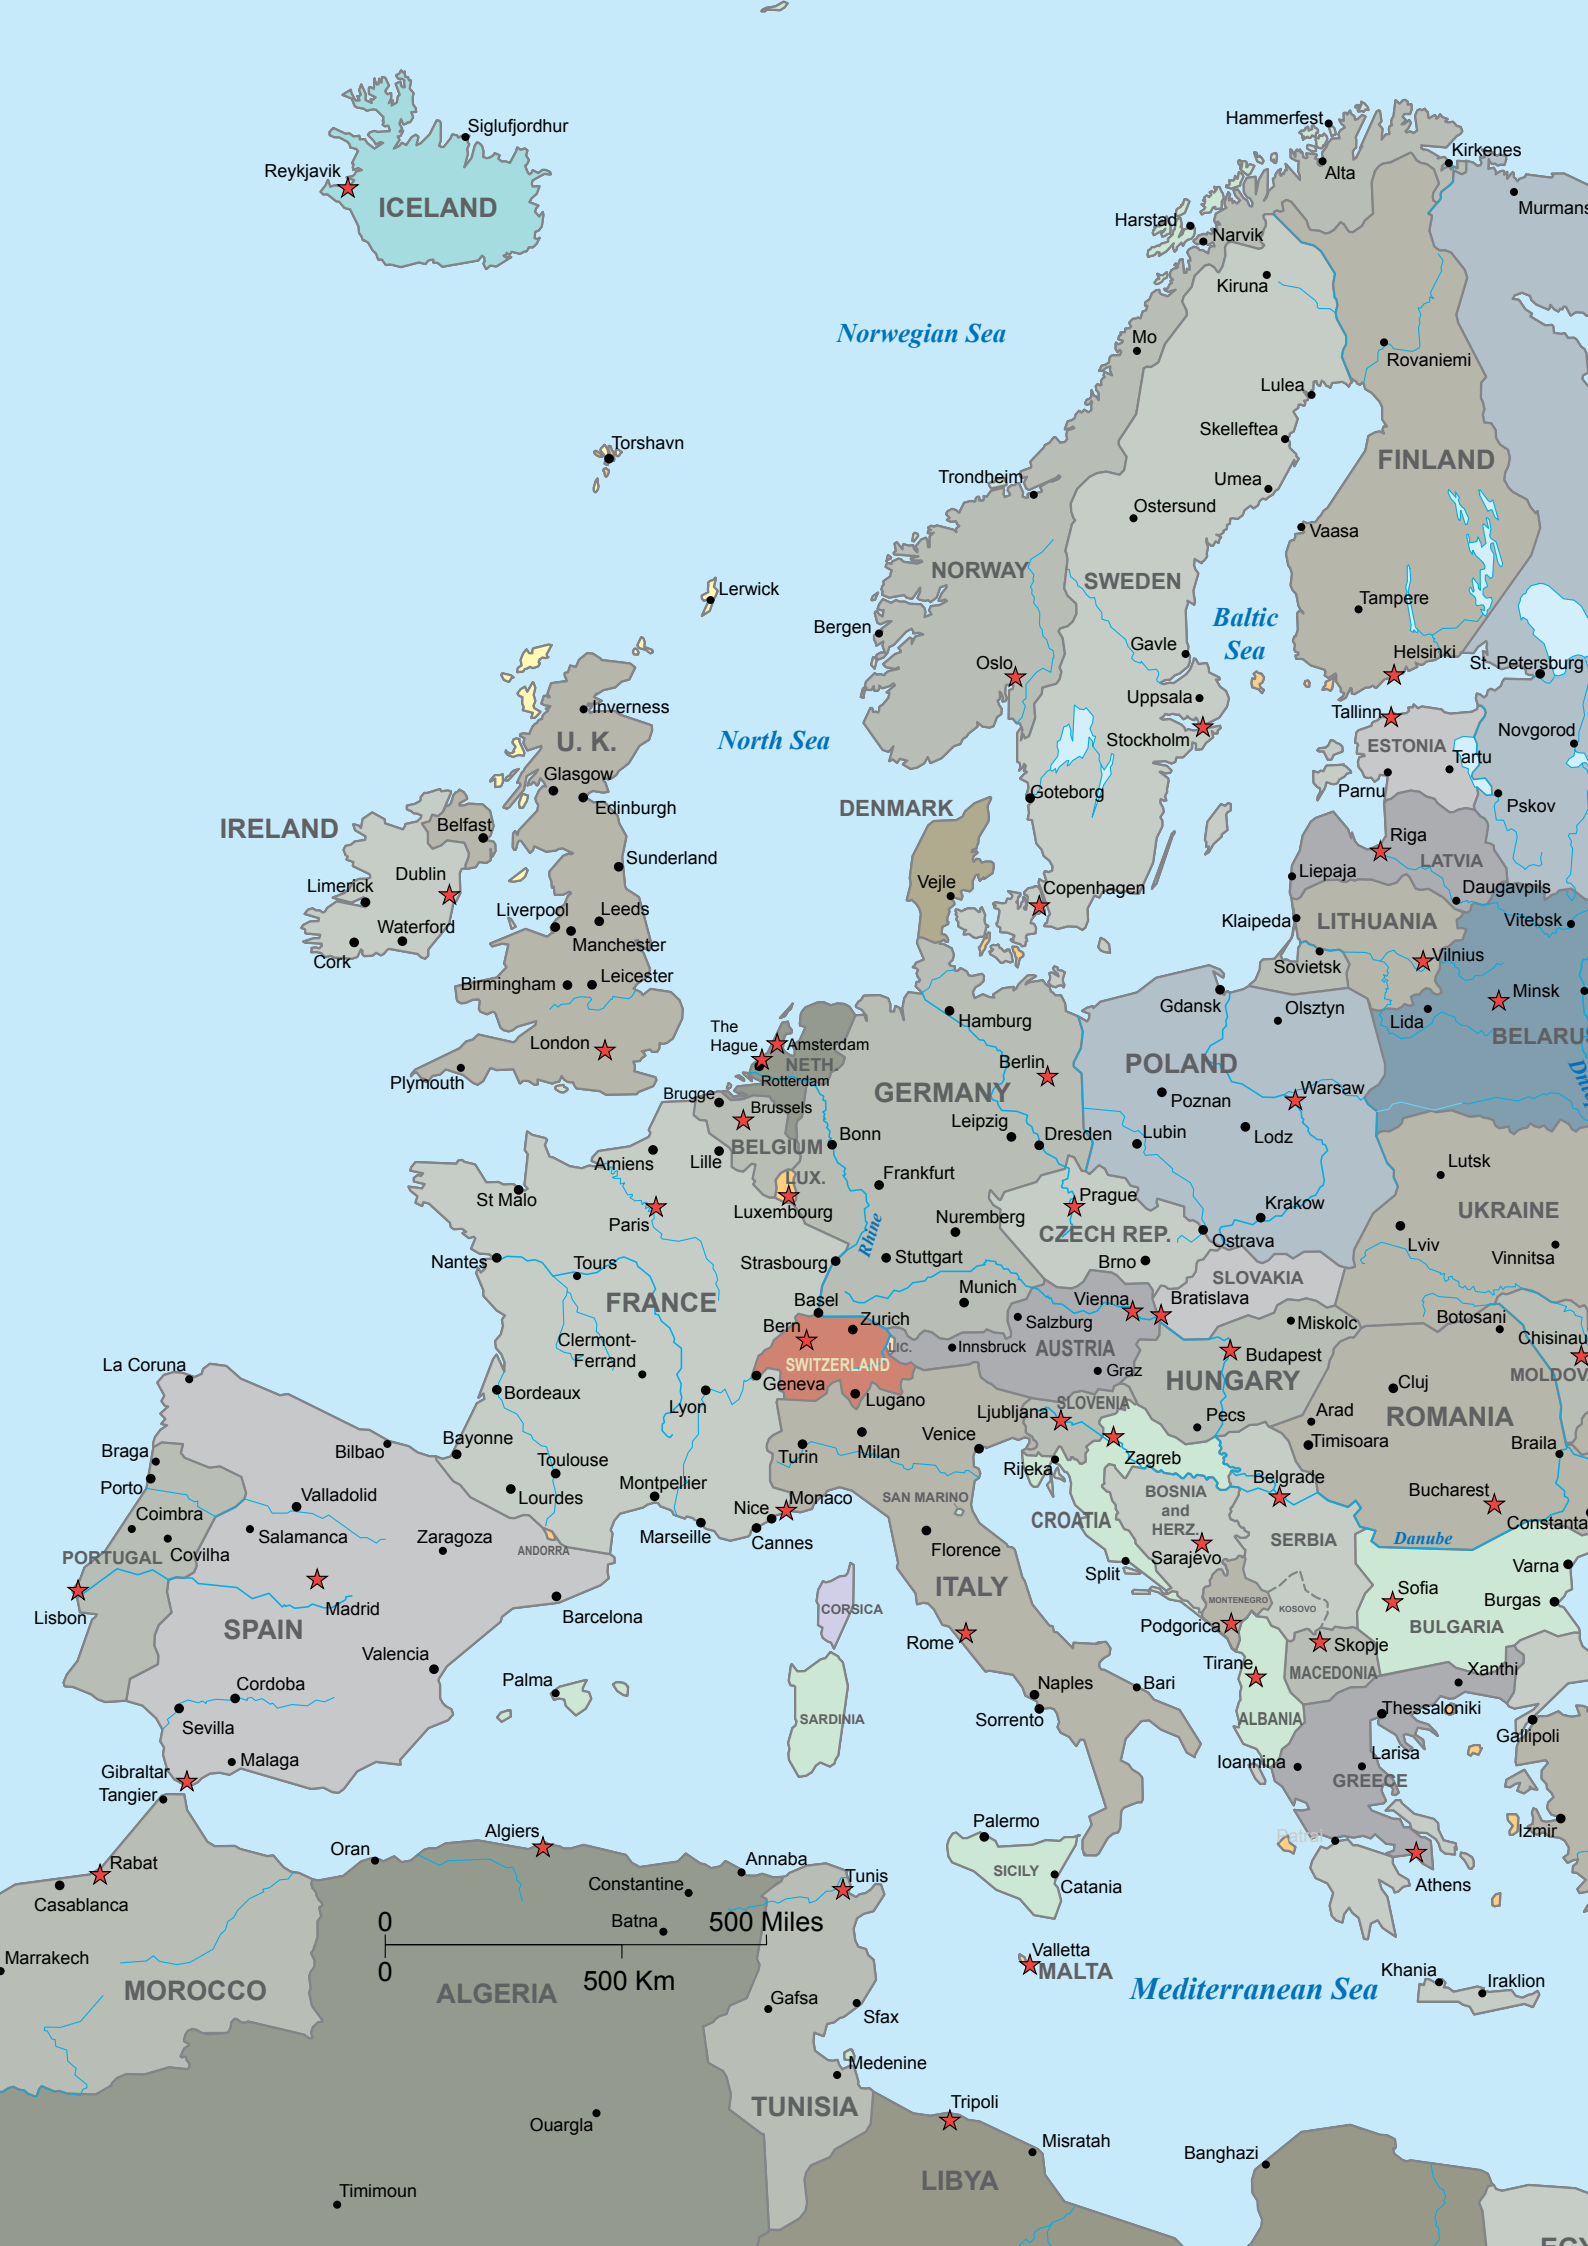 Siglufjordhur
Reykjavik
ICELAND
Hammerfest
Kirkenes
Alta
Murmans
Harstad
Narvik
Kiruna
Norwegian Sea
Mo
Rovaniemi
Lulea
Skelleftea
Torshavn
FINLAND
Trondheim
Umea
Ostersund
Vaasa
NORWAY
SWEDEN
Lerwick
Tampere
Baltic
Sea
Bergen
Gavle
Helsinki
Oslo
St. Petersburg
Uppsala
Inverness
Tallinn
Novgorod
Stockholm
North Sea
U. K.
ESTONIA
Tartu
Glasgow
Parnu
Goteborg
Edinburgh
DENMARK
Pskov
IRELAND
Belfast
Riga
LATVIA
Sunderland
Dublin
Liepaja
Vejle
Copenhagen
Daugavpils
Limerick
Liverpool
Leeds
Klaipeda
LITHUANIA
Vitebsk
Waterford
Manchester
Vilnius
Cork
Sovietsk
Birmingham
Leicester
Minsk
Gdansk
Olsztyn
Lida
Hamburg
The
Hague
Amsterdam
London
BELARUS
NETH.
Berlin
POLAND
Plymouth
Rotterdam
Brugge
GERMANY
Warsaw
Poznan
Brussels
Leipzig
Bonn
Dresden
Lubin
Lodz
BELGIUM
Amiens
Lille
Lutsk
LUX.
Frankfurt
St Malo
Prague
Krakow
Luxembourg
UKRAINE
Paris
Nuremberg
Rhine
CZECH REP.
Ostrava
Lviv
Nantes
Tours
Strasbourg
Stuttgart
Brno
Vinnitsa
SLOVAKIA
Munich
FRANCE
Basel
Vienna
Bratislava
Zurich
Salzburg
Miskolc
Botosani
Bern
Clermont-
Ferrand
LIC.
Innsbruck
AUSTRIA
Budapest
Chisinau
La Coruna
SWITZERLAND
Graz
HUNGARY
MOLDOV
Geneva
Cluj
Bordeaux
Lugano
Lyon
SLOVENIA
Ljubljana
Pecs
Arad
ROMANIA
Bayonne
Venice
Timisoara
Braga
Bilbao
Turin
Milan
Zagreb
Braila
Toulouse
Rijeka
Belgrade
Porto
Montpellier
Valladolid
Lourdes
Monaco
SAN MARINO
BOSNIA
and
HERZ.
Bucharest
Nice
Coimbra
Salamanca
Zaragoza
Marseille
Cannes
CROATIA
Constanta
SERBIA
Danube
PORTUGAL
Covilha
ANDORRA
Florence
Sarajevo
Split
Varna
Madrid
ITALY
Sofia
Lisbon
Barcelona
CORSICA
MONTENEGRO
KOSOVO
Burgas
SPAIN
Podgorica
BULGARIA
Rome
Skopje
Valencia
Tirane
MACEDONIA
Xanthi
Palma
Naples
Bari
Cordoba
Thessaloniki
SARDINIA
Sorrento
ALBANIA
Sevilla
Gallipoli
Malaga
Ioannina
Larisa
Gibraltar
GREECE
Tangier
Palermo
Algiers
Izmir
Patrai
Oran
Rabat
Annaba
SICILY
Tunis
Constantine
Catania
Athens
Casablanca
0
Batna
500 Miles
Valletta
Marrakech
0
500 Km
MALTA
Khania
MOROCCO
ALGERIA
Mediterranean Sea
Iraklion
Gafsa
Sfax
Medenine
Tripoli
TUNISIA
Ouargla
Misratah
Banghazi
LIBYA
Timimoun